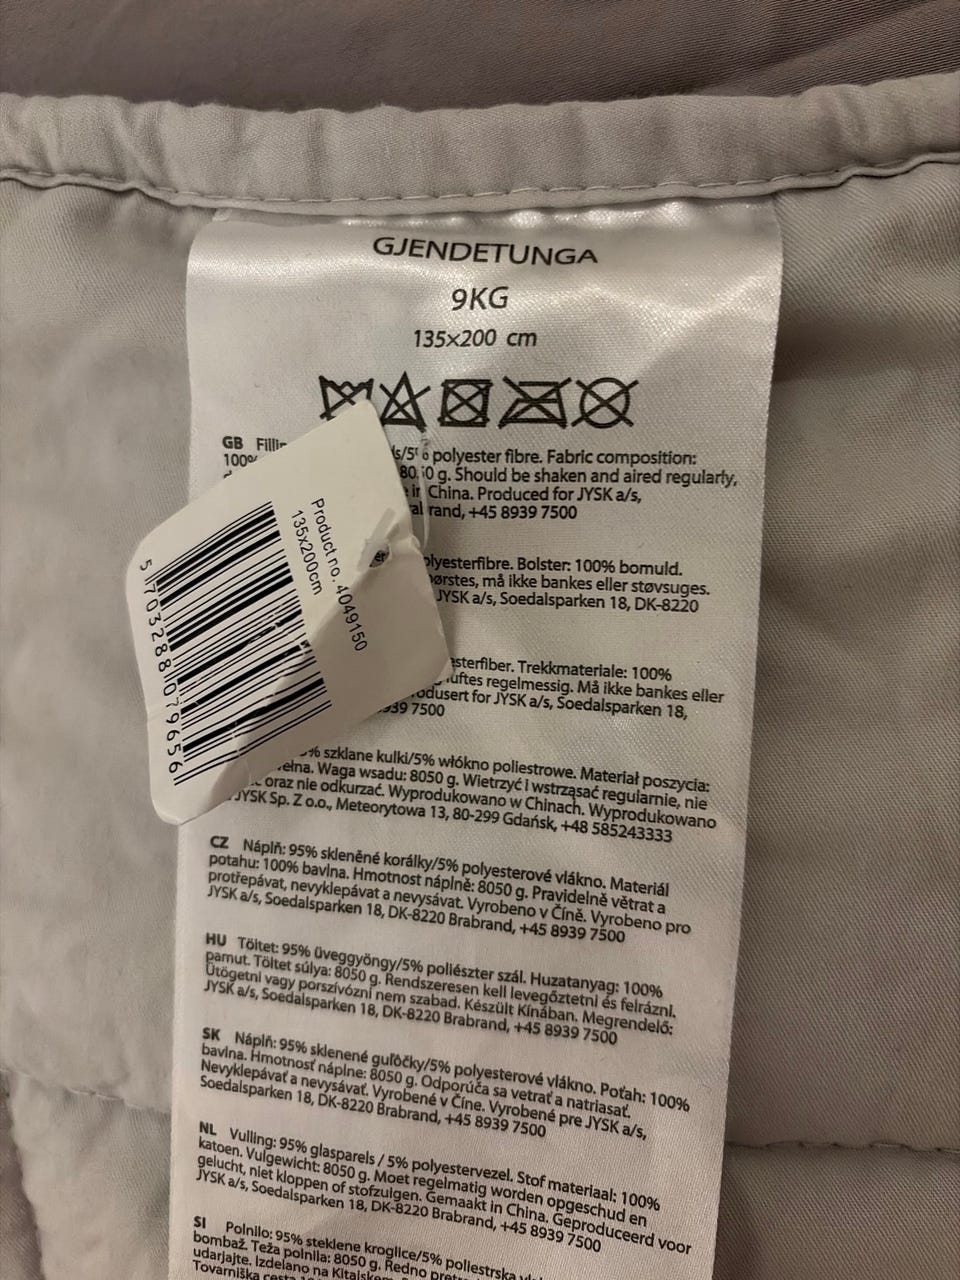 GJENDETUNGA
9KG
135×200 cm
GB Filli
polyester fibre. Fabric composition:
100%
g. Should be shaken and aired regularly,
China. Produced for JYSK a/s,
rand, +45 8939 7500
olyesterfibre. Bolster: 100% bomuld.
ørstes, må ikke bankes eller støvsuges.
JYSK a/s, Soedalsparken 18, DK-8220
esterfiber. Trekkmateriale: 100%
luftes regelmessig. Må ikke bankes eller
odusert for JYSK a/s, Soedalsparken 18,
939 7500
Product no. 4049150
135x200cm
5 703288 079656
% szklane kulki/5% włókno poliestrowe. Materiał poszycia:
ełna. Waga wsadu: 8050 g. Wietrzyć i wstrząsać regularnie, nie
oraz nie odkurzać. Wyprodukowano w Chinach. Wyprodukowano
JYSK Sp. Z o.o., Meteorytowa 13, 80-299 Gdańsk, +48 585243333
CZ Náplň: 95% skleněné korálky/5% polyesterové vlákno. Materiál
potahu: 100% bavlna. Hmotnost náplně: 8050 g. Pravidelně větrat a
protřepávat, nevyklepávat a nevysávat. Vyrobeno v Číně. Vyrobeno pro
JYSK a/s, Soedalsparken 18, DK-8220 Brabrand, +45 8939 7500
HU Töltet: 95% üveggyöngy/5% poliészter szál. Huzatanyag: 100%
pamut. Töltet súlya: 8050 g. Rendszeresen kell levegőztetni és felrázni.
Ütögetni vagy porszívózni nem szabad. Készült Kínában. Megrendelő:
JYSK a/s, Soedalsparken 18, DK-8220 Brabrand, +45 8939 7500
SK Náplň: 95% sklenené guľôčky/5% polyesterové vlákno. Poťah: 100%
bavlna. Hmotnosť náplne: 8050 g. Odporúča sa vetrať a natriasať.
Nevyklepávať a nevysávať. Vyrobené v Číne. Vyrobené pre JYSK a/s,
Soedalsparken 18, DK-8220 Brabrand, +45 8939 7500
NL Vulling: 95% glasparels / 5% polyestervezel. Stof materiaal: 100%
katoen. Vulgewicht: 8050 g. Moet regelmatig worden opgeschud en
gelucht, niet kloppen of stofzuigen. Gemaakt in China. Geproduceerd voor
JYSK a/s, Soedalsparken 18, DK-8220 Brabrand, +45 8939 7500
SI Polnilo: 95% steklene kroglice/5% poliestrska
bombaž. Teža polnila: 8050 g. Redno
udarjajte. Izdelano na Kitajskem.
Tovarniška cesta